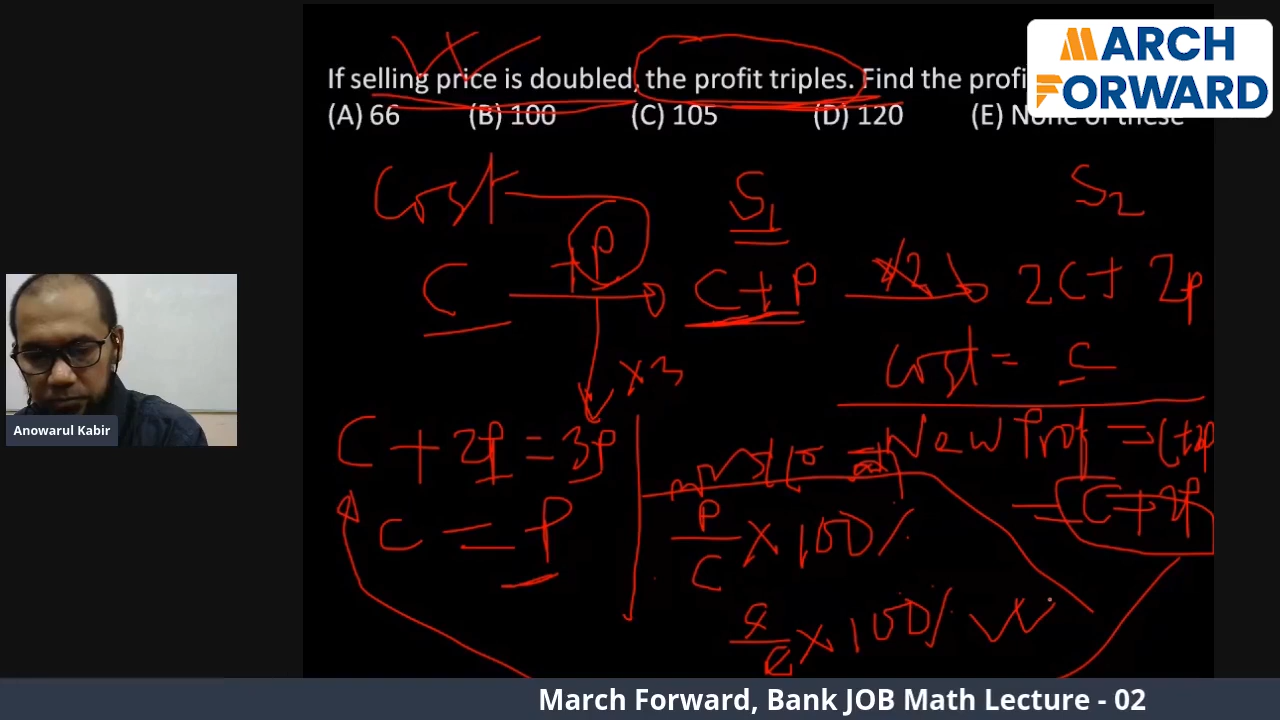 MARCH
FORWARD
If selling price is doubled, the profit triples. Find the profi
(A) 66 (B) 100 (C) 105 (D) 120 (E) None of these
Cost S₁ S₂
C +P C+P ×2 2C+ 2P
Cost = C
×3
C + 2P = 3P
New Prof = C+2P
= C+2P
C = P
P/C × 100%
C/C × 100%
Anowarul Kabir
March Forward, Bank JOB Math Lecture - 02